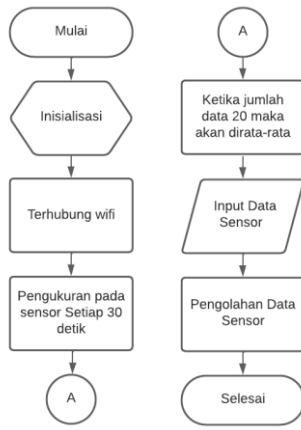 Mulai
Inisialisasi
Terhubung wifi
Pengukuran pada
sensor Setiap 30
detik
A
A
Ketika jumlah
data 20 maka
akan dirata-rata
Input Data
Sensor
Pengolahan Data
Sensor
Selesai